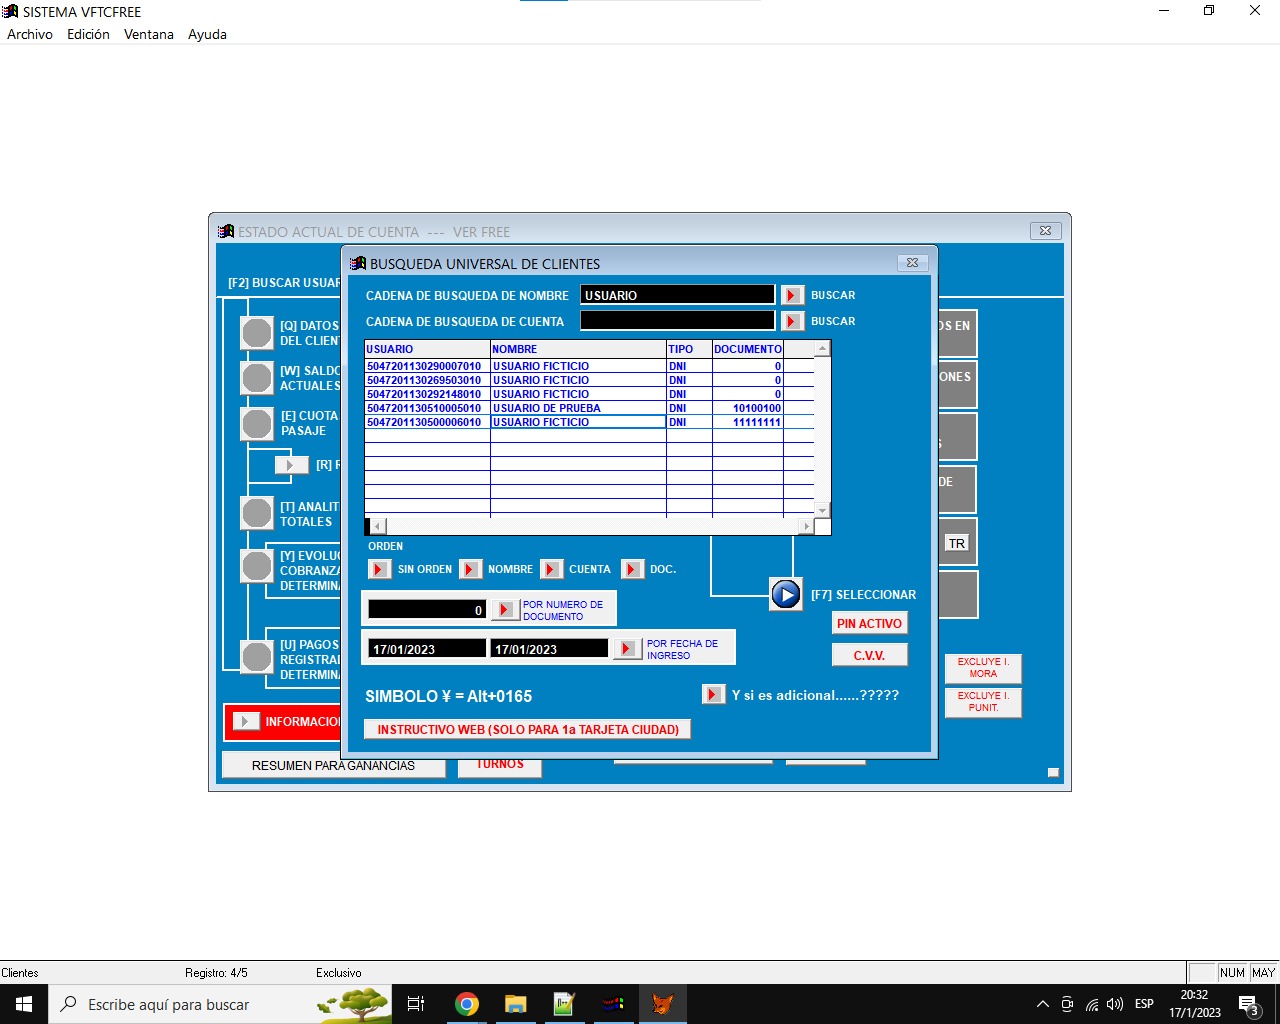 SISTEMA VFTCFREE
Archivo Edición Ventana Ayuda
ESTADO ACTUAL DE CUENTA --- VER FREE
[F2] BUSCAR USUAR
[Q] DATOS
DEL CLIENT
[W] SALDO
ACTUALES
[E] CUOTA
PASAJE
[R] R
[T] ANALIT
TOTALES
[Y] EVOLUC
COBRANZA
DETERMINA
[U] PAGOS
REGISTRAD
DETERMINA
INFORMACION
RESUMEN PARA GANANCIAS
TURNOS
BUSQUEDA UNIVERSAL DE CLIENTES
CADENA DE BUSQUEDA DE NOMBRE USUARIO BUSCAR
CADENA DE BUSQUEDA DE CUENTA BUSCAR
USUARIO NOMBRE TIPO DOCUMENTO
5047201130290007010 USUARIO FICTICIO DNI 0
5047201130269503010 USUARIO FICTICIO DNI 0
5047201130292148010 USUARIO FICTICIO DNI 0
5047201130510005010 USUARIO DE PRUEBA DNI 10100100
5047201130500006010 USUARIO FICTICIO DNI 11111111
ORDEN
SIN ORDEN NOMBRE CUENTA DOC.
0 POR NUMERO DE
DOCUMENTO
17/01/2023 17/01/2023 POR FECHA DE
INGRESO
[F7] SELECCIONAR
PIN ACTIVO
C.V.V.
SIMBOLO ¥ = Alt+0165
Y si es adicional......?????
INSTRUCTIVO WEB (SOLO PARA 1a TARJETA CIUDAD)
OS EN
ONES
S
DE
TR
EXCLUYE I.
MORA
EXCLUYE I.
PUNIT.
Clientes Registro: 4/5 Exclusivo NUM MAY
Escribe aquí para buscar
ESP
20:32
17/1/2023
3